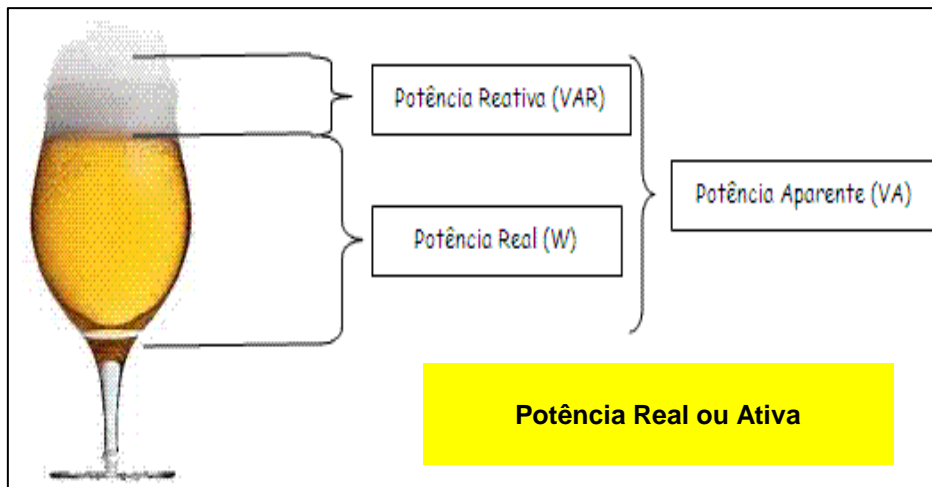 Potência Reativa (VAR)
Potência Aparente (VA)
Potência Real (W)
Potência Real ou Ativa